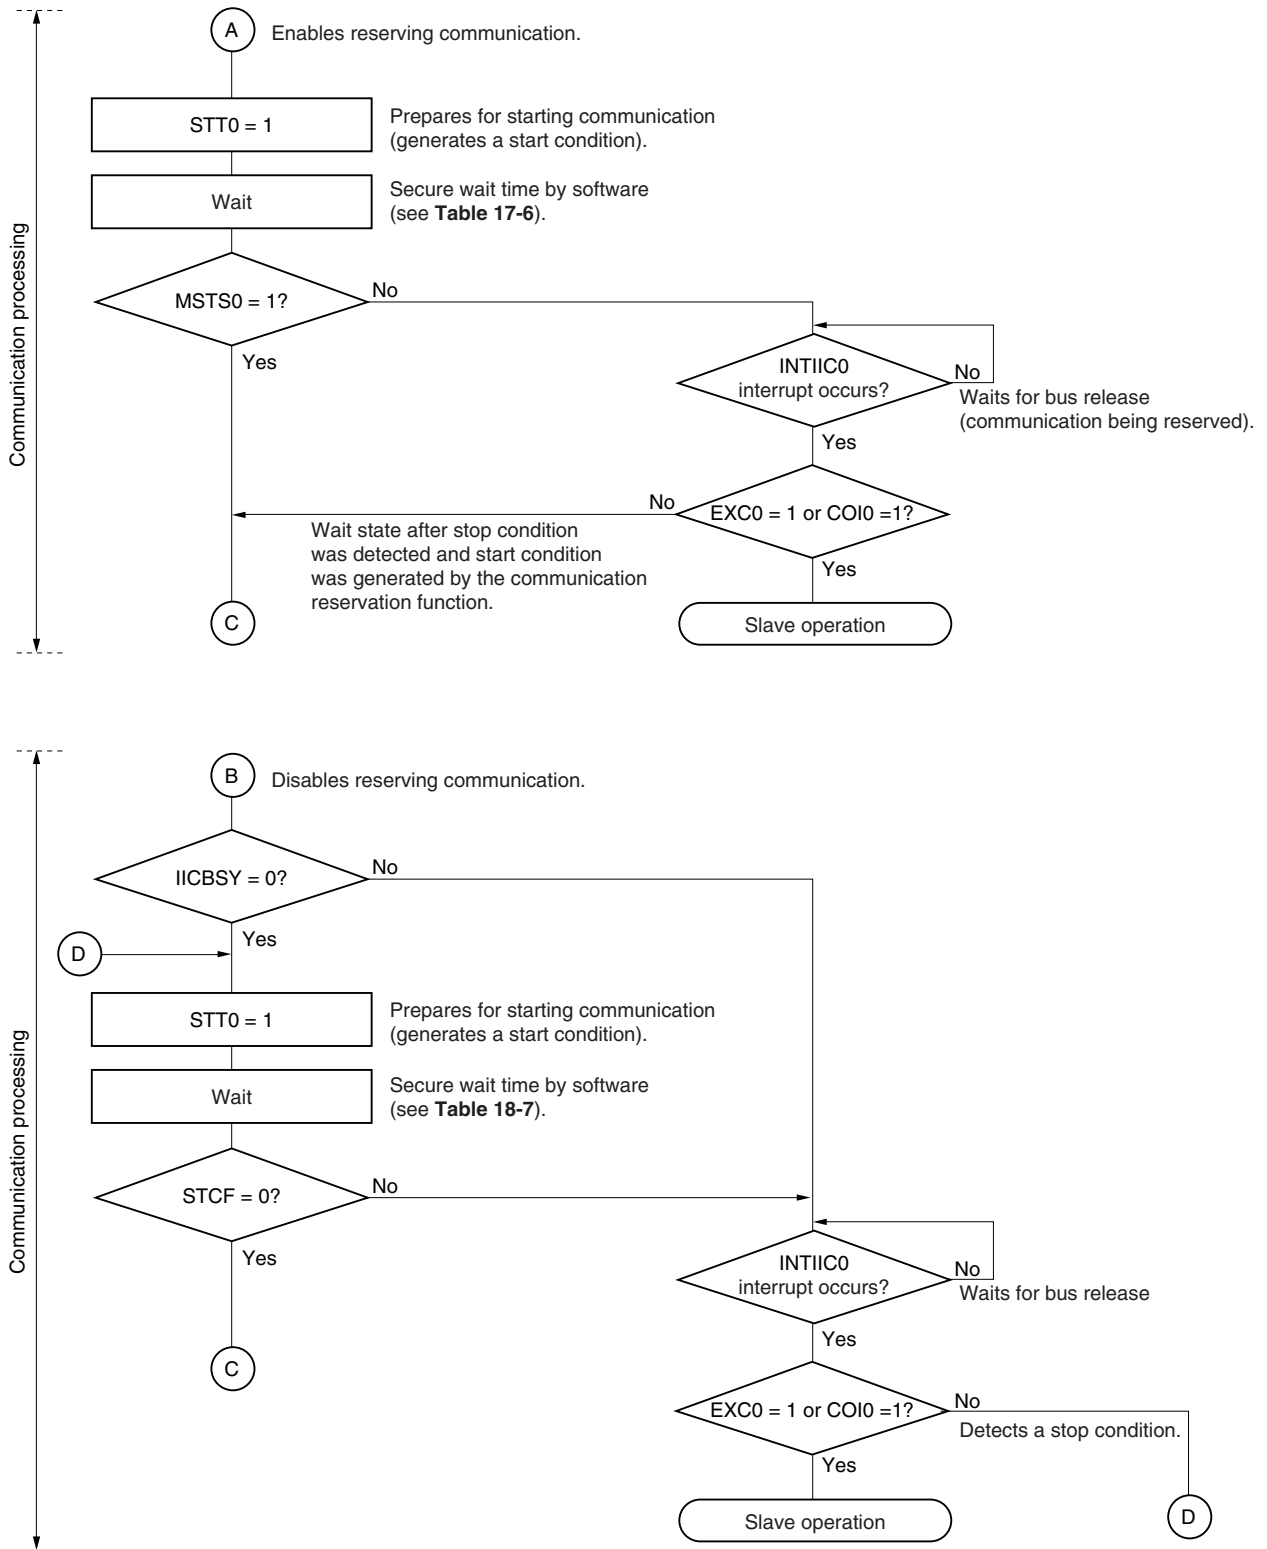 A
Enables reserving communication.
STT0 = 1
Prepares for starting communication
(generates a start condition).
Wait
Secure wait time by software
(see Table 17-6).
Communication processing
MSTS0 = 1?
No
Yes
INTIIC0
interrupt occurs?
No
Waits for bus release
(communication being reserved).
Yes
EXC0 = 1 or COI0 =1?
No
Wait state after stop condition
was detected and start condition
was generated by the communication
reservation function.
Yes
C
Slave operation
B
Disables reserving communication.
IICBSY = 0?
No
Yes
D
STT0 = 1
Prepares for starting communication
(generates a start condition).
Wait
Secure wait time by software
(see Table 18-7).
Communication processing
STCF = 0?
No
Yes
INTIIC0
interrupt occurs?
No
Waits for bus release
Yes
C
EXC0 = 1 or COI0 =1?
No
Detects a stop condition.
Yes
Slave operation
D